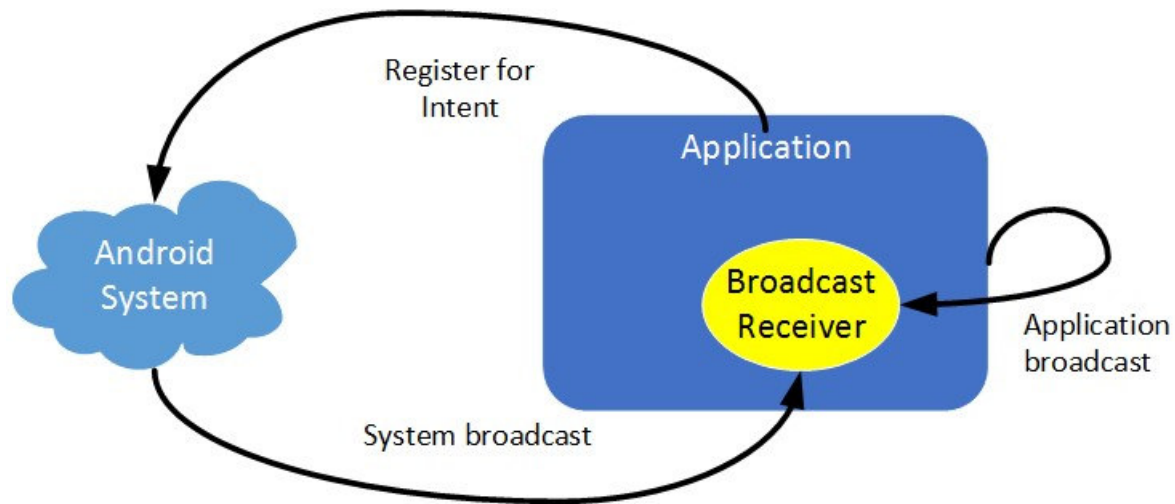 Register for
Intent
Application
Android
System
Broadcast
Receiver
Application
broadcast
System broadcast